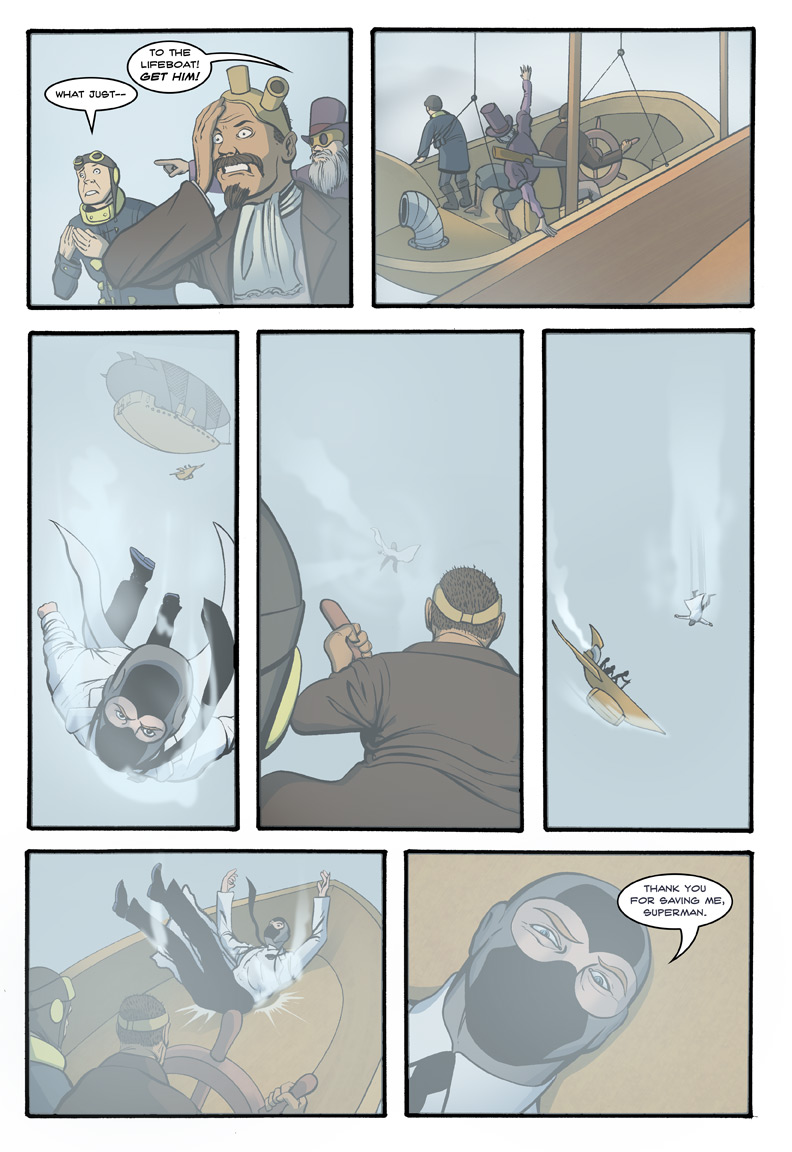 TO THE
LIFEBOAT!
GET HIM!
WHAT JUST--
THANK YOU
FOR SAVING ME,
SUPERMAN.